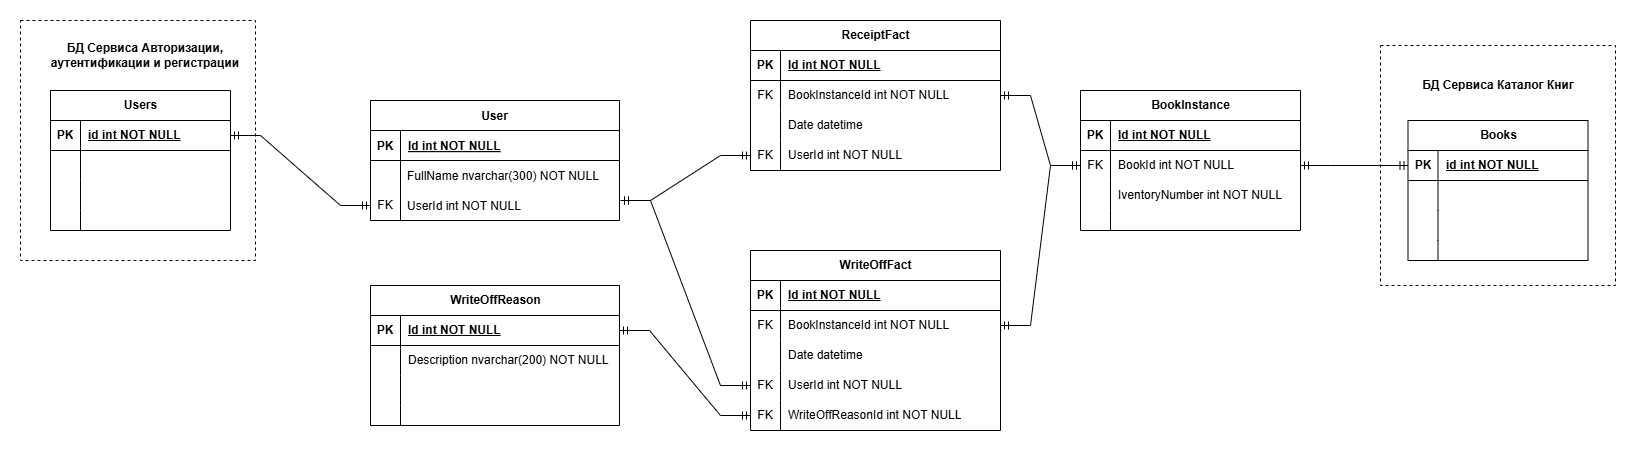 БД Сервиса Авторизации,
аутентификации и регистрации
Users
PK id int NOT NULL
User
PK Id int NOT NULL
FullName nvarchar(300) NOT NULL
FK UserId int NOT NULL
WriteOffReason
PK Id int NOT NULL
Description nvarchar(200) NOT NULL
ReceiptFact
PK Id int NOT NULL
FK BookInstanceId int NOT NULL
Date datetime
FK UserId int NOT NULL
WriteOffFact
PK Id int NOT NULL
FK BookInstanceId int NOT NULL
Date datetime
FK UserId int NOT NULL
FK WriteOffReasonId int NOT NULL
BookInstance
PK Id int NOT NULL
FK BookId int NOT NULL
IventoryNumber int NOT NULL
БД Сервиса Каталог Книг
Books
PK id int NOT NULL